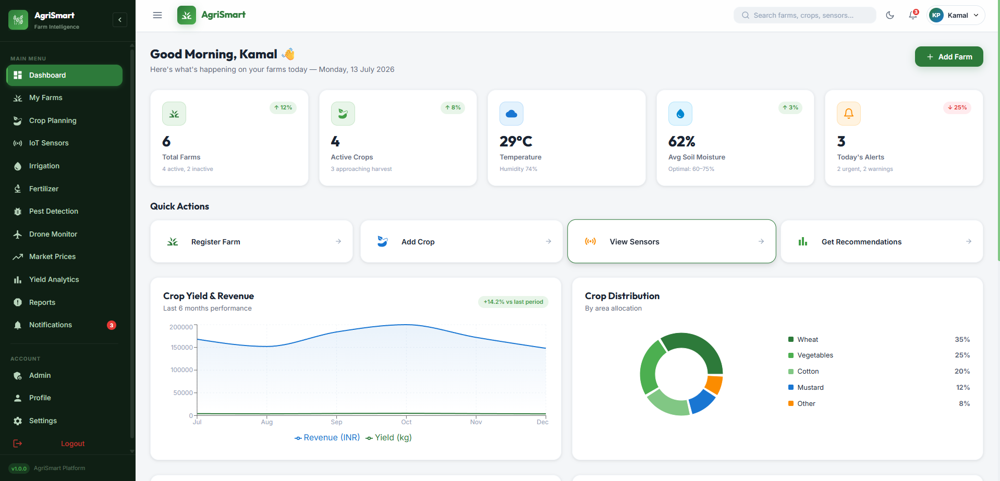 AgriSmart
Farm Intelligence
MAIN MENU
Dashboard
My Farms
Crop Planning
IoT Sensors
Irrigation
Fertilizer
Pest Detection
Drone Monitor
Market Prices
Yield Analytics
Reports
Notifications 3
ACCOUNT
Admin
Profile
Settings
Logout
v1.0.0 AgriSmart Platform
AgriSmart
Search farms, crops, sensors...
3
KP Kamal
Good Morning, Kamal 👋
Here's what's happening on your farms today — Monday, 13 July 2026
+ Add Farm
↑ 12%
6
Total Farms
4 active, 2 inactive
↑ 8%
4
Active Crops
3 approaching harvest
29°C
Temperature
Humidity 74%
↑ 3%
62%
Avg Soil Moisture
Optimal: 60–75%
↓ 25%
3
Today's Alerts
2 urgent, 2 warnings
Quick Actions
Register Farm →
Add Crop →
View Sensors →
Get Recommendations →
Crop Yield & Revenue
Last 6 months performance
+14.2% vs last period
200000
150000
100000
50000
0
Jul Aug Sep Oct Nov Dec
Revenue (INR) Yield (kg)
Crop Distribution
By area allocation
Wheat 35%
Vegetables 25%
Cotton 20%
Mustard 12%
Other 8%